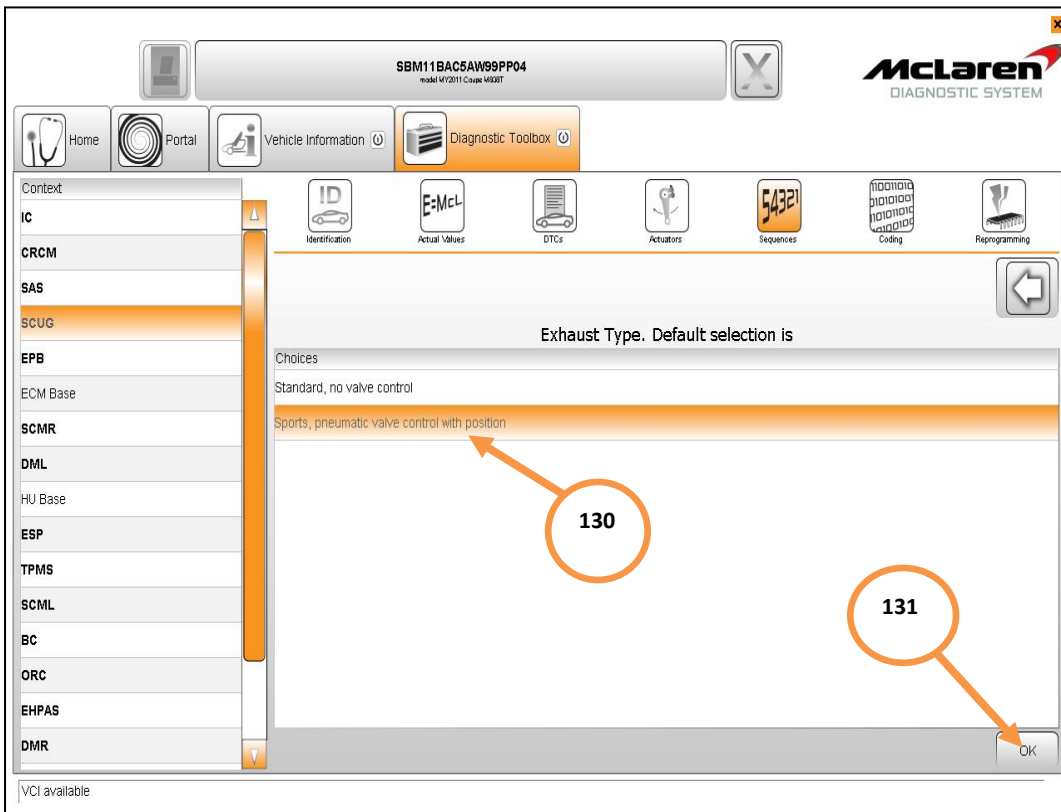 x
SBM11BAC5AW99PP04
model MY2011 Coupe M838T
X
McLaren
DIAGNOSTIC SYSTEM
Home
Portal
Vehicle Information
Diagnostic Toolbox
Context
IC
CRCM
SAS
SCUG
EPB
ECM Base
SCMR
DML
HU Base
ESP
TPMS
SCML
BC
ORC
EHPAS
DMR
ID
Identification
E=McL
Actual Values
DTCs
Actuators
54321
Sequences
Coding
Reprogramming
Exhaust Type. Default selection is
Choices
Standard, no valve control
Sports, pneumatic valve control with position
130
131
OK
VCI available